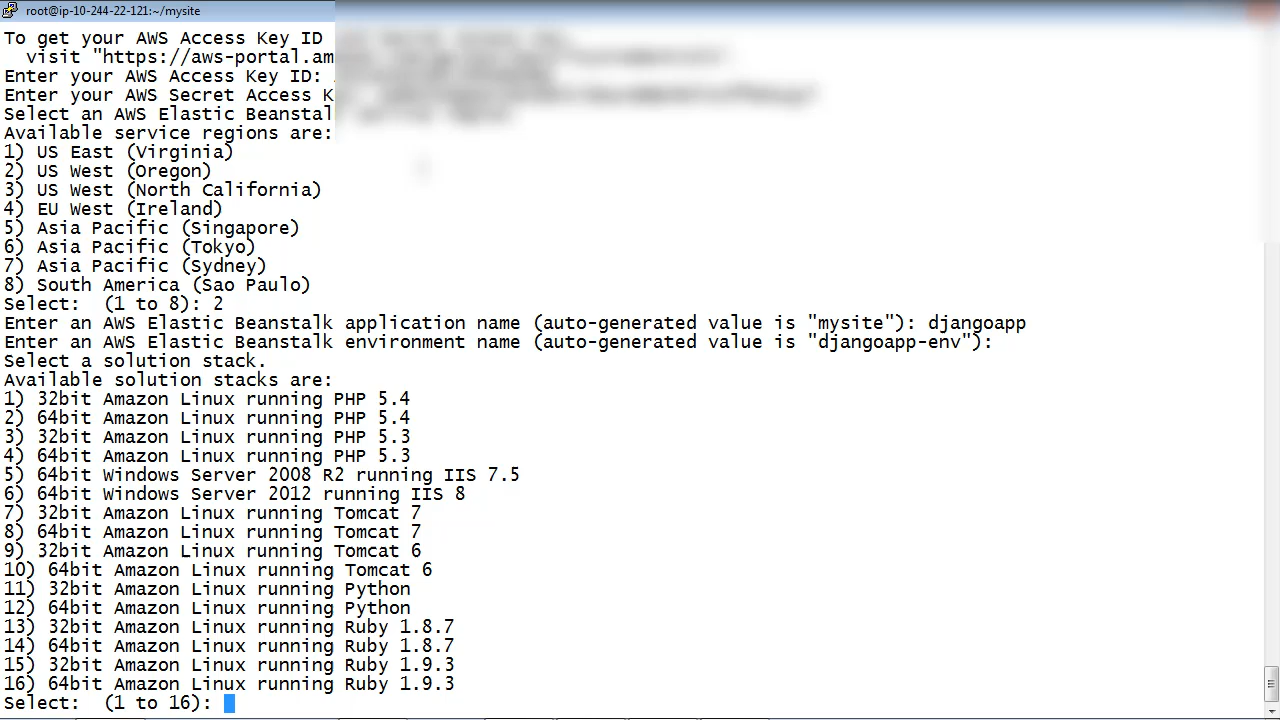 root@ip-10-244-22-121:~/mysite
To get your AWS Access Key ID
visit "https://aws-portal.am
Enter your AWS Access Key ID:
Enter your AWS Secret Access K
Select an AWS Elastic Beanstal
Available service regions are:
1) US East (Virginia)
2) US West (Oregon)
3) US West (North California)
4) EU West (Ireland)
5) Asia Pacific (Singapore)
6) Asia Pacific (Tokyo)
7) Asia Pacific (Sydney)
8) South America (Sao Paulo)
Select:  (1 to 8): 2
Enter an AWS Elastic Beanstalk application name (auto-generated value is "mysite"): djangoapp
Enter an AWS Elastic Beanstalk environment name (auto-generated value is "djangoapp-env"):
Select a solution stack.
Available solution stacks are:
1) 32bit Amazon Linux running PHP 5.4
2) 64bit Amazon Linux running PHP 5.4
3) 32bit Amazon Linux running PHP 5.3
4) 64bit Amazon Linux running PHP 5.3
5) 64bit Windows Server 2008 R2 running IIS 7.5
6) 64bit Windows Server 2012 running IIS 8
7) 32bit Amazon Linux running Tomcat 7
8) 64bit Amazon Linux running Tomcat 7
9) 32bit Amazon Linux running Tomcat 6
10) 64bit Amazon Linux running Tomcat 6
11) 32bit Amazon Linux running Python
12) 64bit Amazon Linux running Python
13) 32bit Amazon Linux running Ruby 1.8.7
14) 64bit Amazon Linux running Ruby 1.8.7
15) 32bit Amazon Linux running Ruby 1.9.3
16) 64bit Amazon Linux running Ruby 1.9.3
Select:  (1 to 16):